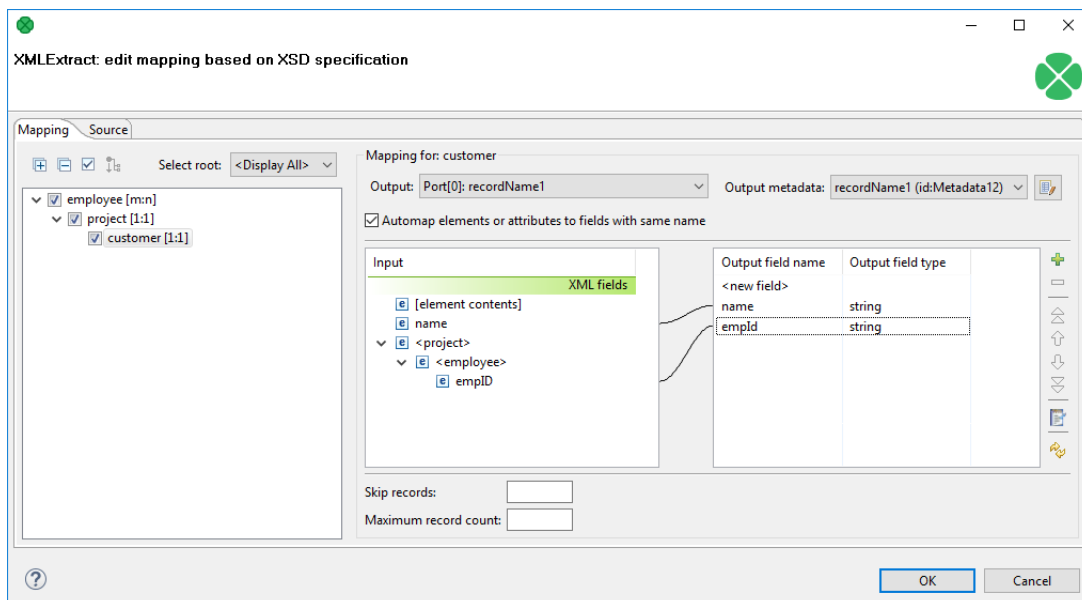 XMLExtract: edit mapping based on XSD specification
Mapping
Source
Select root:
<Display All>
employee [m:n]
project [1:1]
customer [1:1]
Mapping for: customer
Output:
Port[0]: recordName1
Output metadata:
recordName1 (id:Metadata12)
Automap elements or attributes to fields with same name
Input
XML fields
[element contents]
name
<project>
<employee>
empID
Output field name
Output field type
<new field>
name
string
empId
string
Skip records:
Maximum record count:
OK
Cancel